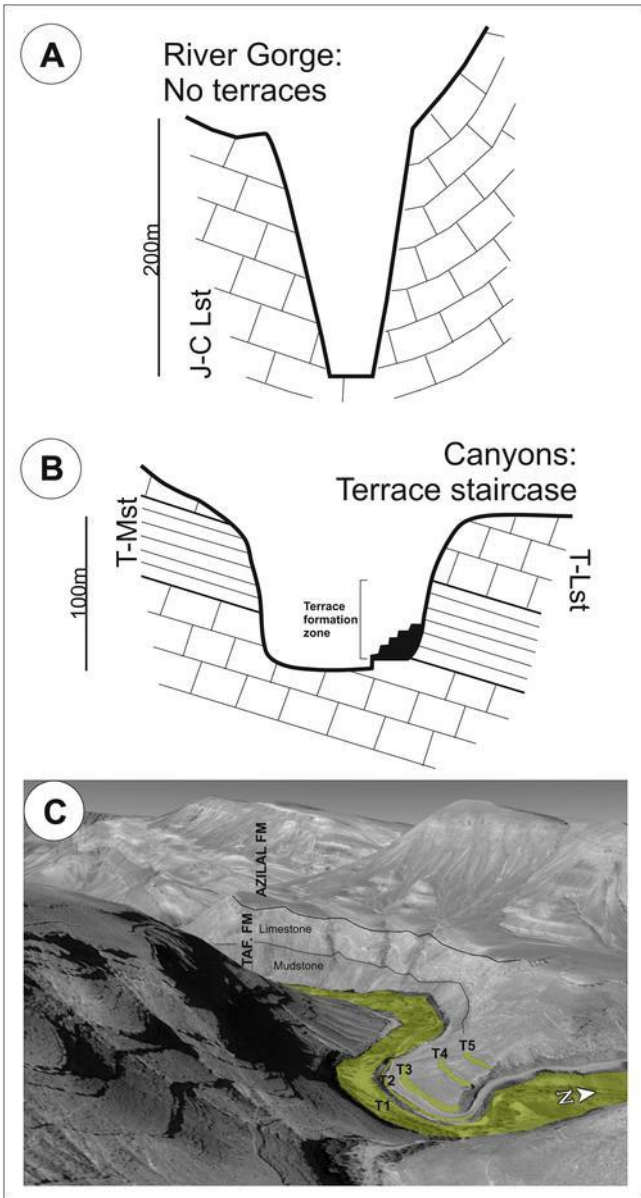 A
River Gorge:
No terraces
200m
J-C Lst
B
Canyons:
Terrace staircase
100m
T-Mst
T-Lst
Terrace
formation
zone
C
AZILAL FM
TAF. FM
Limestone
Mudstone
T5
T4
T3
T2
T1
N